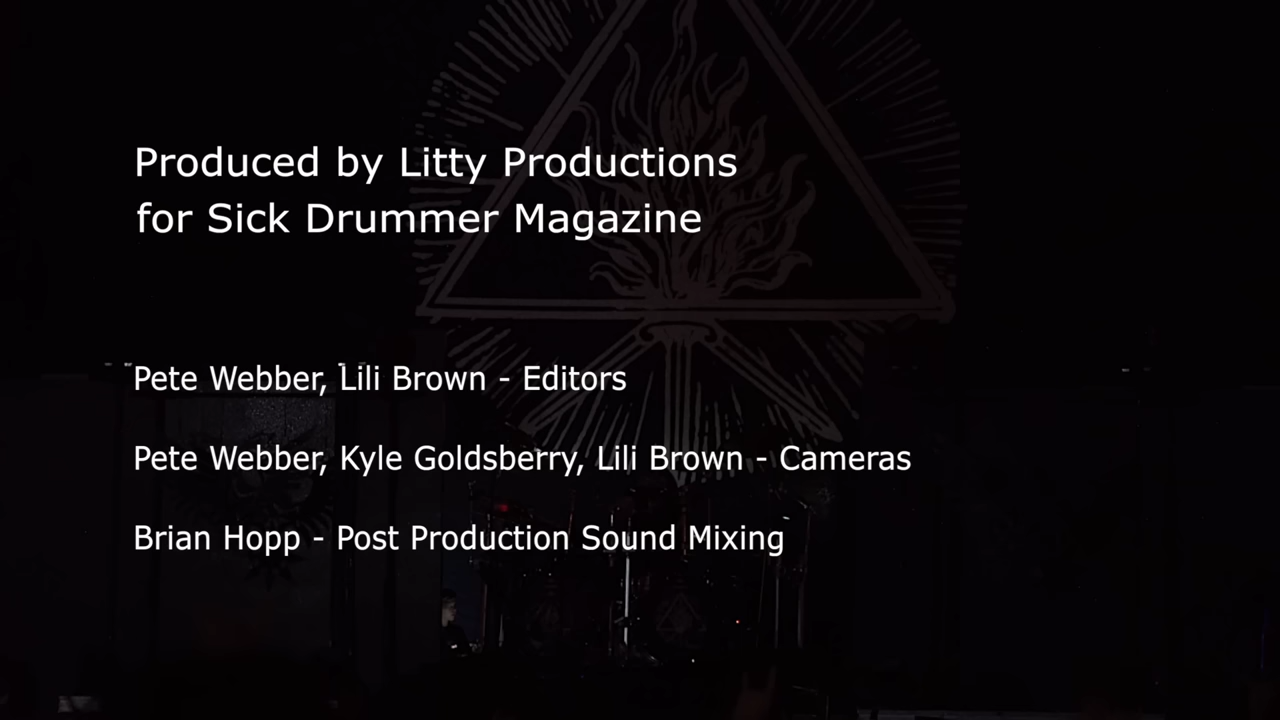 Produced by Litty Productions
for Sick Drummer Magazine
Pete Webber, Lili Brown - Editors
Pete Webber, Kyle Goldsberry, Lili Brown - Cameras
Brian Hopp - Post Production Sound Mixing